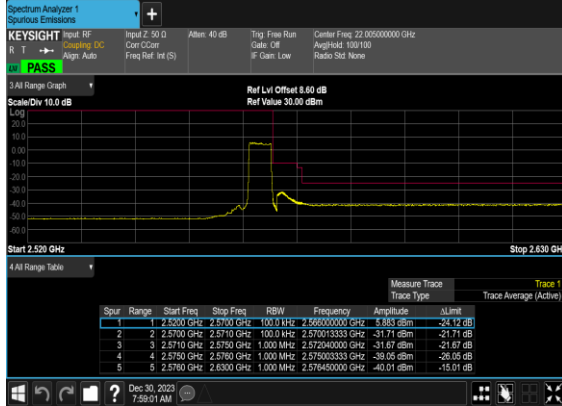 Spectrum Analyzer 1
Spurious Emissions
+
KEYSIGHT Input: RF Input Z: 50 Ω Atten: 40 dB Trig: Free Run Center Freq: 22.005000000 GHz
R T Coupling: DC Corr CCorr Gate: Off Avg|Hold: 100/100
Align: Auto Freq Ref: Int (S) IF Gain: Low Radio Std: None
PASS
3 All Range Graph
Ref Lvl Offset 8.60 dB
Scale/Div 10.0 dB Ref Value 30.00 dBm
Log
20.0
10.0
0.00
-10.0
-20.0
-30.0
-40.0
-50.0
-60.0
Start 2.520 GHz Stop 2.630 GH
4 All Range Table
Measure Trace Trace 1
Trace Type Trace Average (Active)
Spur Range Start Freq Stop Freq RBW Frequency Amplitude ΔLimit
1 1 2.5200 GHz 2.5700 GHz 100.0 kHz 2.566000000 GHz 5.883 dBm -24.12 dB
2 2 2.5700 GHz 2.5710 GHz 100.0 kHz 2.570013333 GHz -31.71 dBm -21.71 dB
3 3 2.5710 GHz 2.5750 GHz 1.000 MHz 2.572040000 GHz -31.67 dBm -21.67 dB
4 4 2.5750 GHz 2.5760 GHz 1.000 MHz 2.575003333 GHz -39.05 dBm -26.05 dB
5 5 2.5760 GHz 2.6300 GHz 1.000 MHz 2.576450000 GHz -40.01 dBm -15.01 dB
? Dec 30, 2023
7:59:01 AM